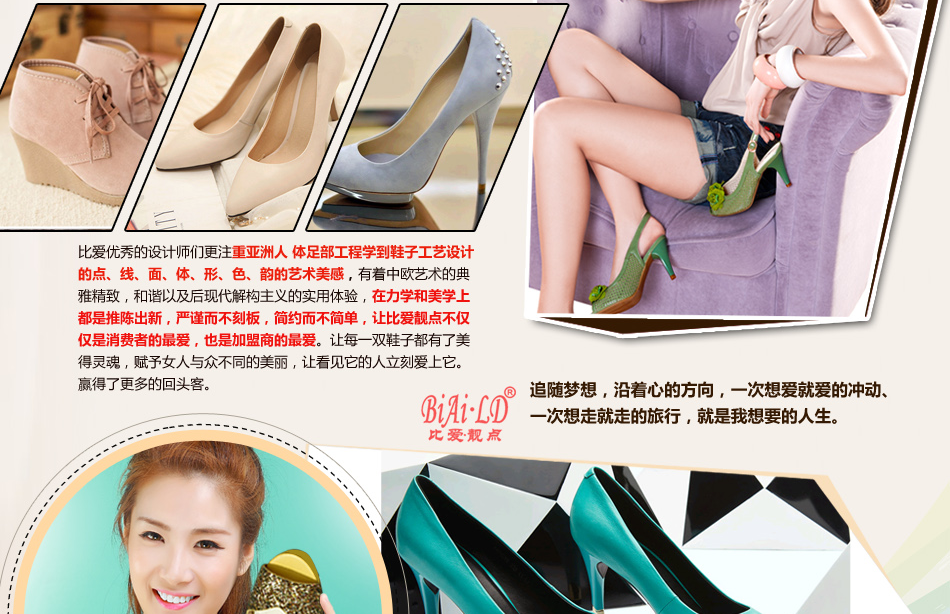 比爱优秀的设计师们更注重亚洲人 体足部工程学到鞋子工艺设计
的点、线、面、体、形、色、韵的艺术美感，有着中欧艺术的典
雅精致，和谐以及后现代解构主义的实用体验，在力学和美学上
都是推陈出新，严谨而不刻板，简约而不简单，让比爱靓点不仅
仅是消费者的最爱，也是加盟商的最爱。让每一双鞋子都有了美
得灵魂，赋予女人与众不同的美丽，让看见它的人立刻爱上它。
赢得了更多的回头客。
BiAi·LD®
比爱·靓点
追随梦想，沿着心的方向，一次想爱就爱的冲动、
一次想走就走的旅行，就是我想要的人生。